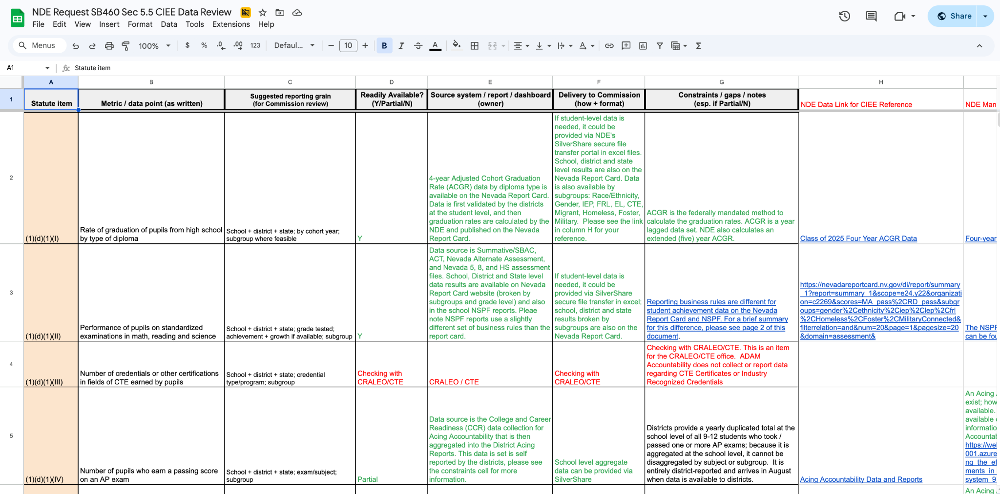 NDE Request SB460 Sec 5.5 CIEE Data Review
File Edit View Insert Format Data Tools Extensions Help
Share
Menus
100%
$ % .0 .00 123
Defaul...
10
B I A
A1
fx Statute item
A B C D E F G H
1
Statute item
Metric / data point (as written)
Suggested reporting grain
(for Commission review)
Readily Available?
(Y/Partial/N)
Source system / report / dashboard
(owner)
Delivery to Commission
(how + format)
Constraints / gaps / notes
(esp. if Partial/N)
NDE Data Link for CIEE Reference
NDE Man
2
(1)(d)(1)(I)
Rate of graduation of pupils from high school
by type of diploma
School + district + state; by cohort year;
subgroup where feasible
Y
4-year Adjusted Cohort Graduation
Rate (ACGR) data by diploma type is
available on the Nevada Report Card.
Data is first validated by the districts
at the student level, and then
graduation rates are calculated by the
NDE and published on the Nevada
Report Card.
If student-level data is
needed, it could be
provided via NDE's
SilverShare secure file
transfer portal in excel files.
School, district and state
level results are also on the
Nevada Report Card. Data
is also available by
subgroups: Race/Ethnicity,
Gender, IEP, FRL, EL, CTE,
Migrant, Homeless, Foster,
Military. Please see the link
in column H for your
reference.
ACGR is the federally mandated method to
calculate the graduation rates. ACGR is a year
lagged data set. NDE also calculates an
extended (five) year ACGR.
Class of 2025 Four Year ACGR Data
Four-year
3
(1)(d)(1)(II)
Performance of pupils on standardized
examinations in math, reading and science
School + district + state; grade tested;
achievement + growth if available; subgroup
Y
Data source is Summative/SBAC,
ACT, Nevada Alternate Assessment,
and Nevada 5, 8, and HS assessment
files. School, District and State level
data results are available on Nevada
Report Card website (broken by
subgroups and grade level) and also
in the school NSPF reports. Pleae
note NSPF reports use a slightly
different set of business rules than the
report card.
If student-level data is
needed, it could be
provided via SilverShare
secure file transfer in excel;
school, district and state
results broken by
subgroups are also on the
Nevada Report Card.
Reporting business rules are different for
student achievement data on the Nevada
Report Card and NSPF. For a brief summary
for this difference, please see page 2 of this
document.
https://nevadareportcard.nv.gov/di/report/summary
_1?report=summary_1&scope=e24.y22&organizati
on=c2269&scores=MA_pass%2CRD_pass&subgr
oups=gender%2Cethnicity%2Ciep%2Clep%2Cfrl
%2CHomeless%2CFoster%2CMilitaryConnected&
filterrelation=and&num=20&page=1&pagesize=20
&domain=assessment&
The NSPF
can be fou
4
(1)(d)(1)(III)
Number of credentials or other certifications
in fields of CTE earned by pupils
School + district + state; credential
type/program; subgroup
Checking with
CRALEO/CTE
CRALEO / CTE
Checking with
CRALEO/CTE
Checking with CRALEO/CTE. This is an item
for the CRALEO/CTE office. ADAM
Accountability does not collect or report data
regarding CTE Certificates or Industry
Recognized Credentials
5
(1)(d)(1)(IV)
Number of pupils who earn a passing score
on an AP exam
School + district + state; exam/subject;
subgroup
Partial
Data source is the College and Career
Readiness (CCR) data collection for
Acing Accountability that is then
aggregated into the District Acing
Reports. This data is set is self
reported by the districts, please see
the constraints cell for more
information.
School level aggregate
data can be provided via
SilverShare
Districts provide a yearly duplicated total at the
school level of all 9-12 students who took /
passed one or more AP exams; because it is
aggregated at the school level, it cannot be
disaggregated by subject or subgroup. It is
entirely district-reported and arrives in August
when data is available to districts.
Acing Accountability Data and Reports
An Acing
exist; how
available.
available
informatio
Accountab
https://we
001.azure
ng_the_ef
ments_in
system_9
An Acing